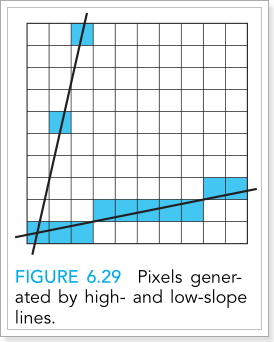 FIGURE 6.29 Pixels gener-
ated by high- and low-slope
lines.